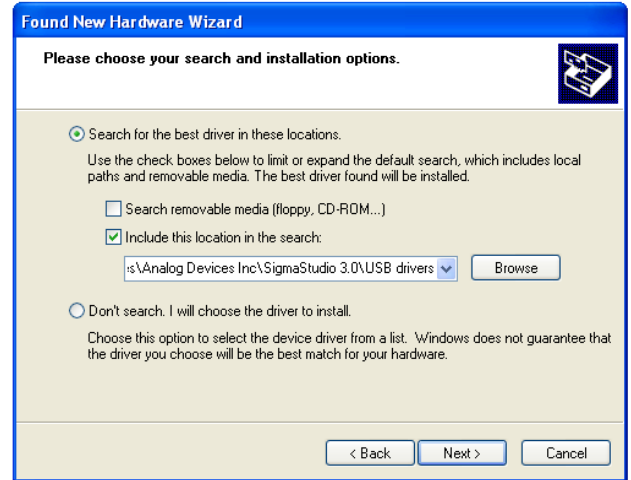 Found New Hardware Wizard
Please choose your search and installation options.
Search for the best driver in these locations.
Use the check boxes below to limit or expand the default search, which includes local
paths and removable media. The best driver found will be installed.
Search removable media (floppy, CD-ROM...)
Include this location in the search:
s\Analog Devices Inc\SigmaStudio 3.0\USB drivers
Browse
Don't search. I will choose the driver to install.
Choose this option to select the device driver from a list. Windows does not guarantee that
the driver you choose will be the best match for your hardware.
< Back Next > Cancel